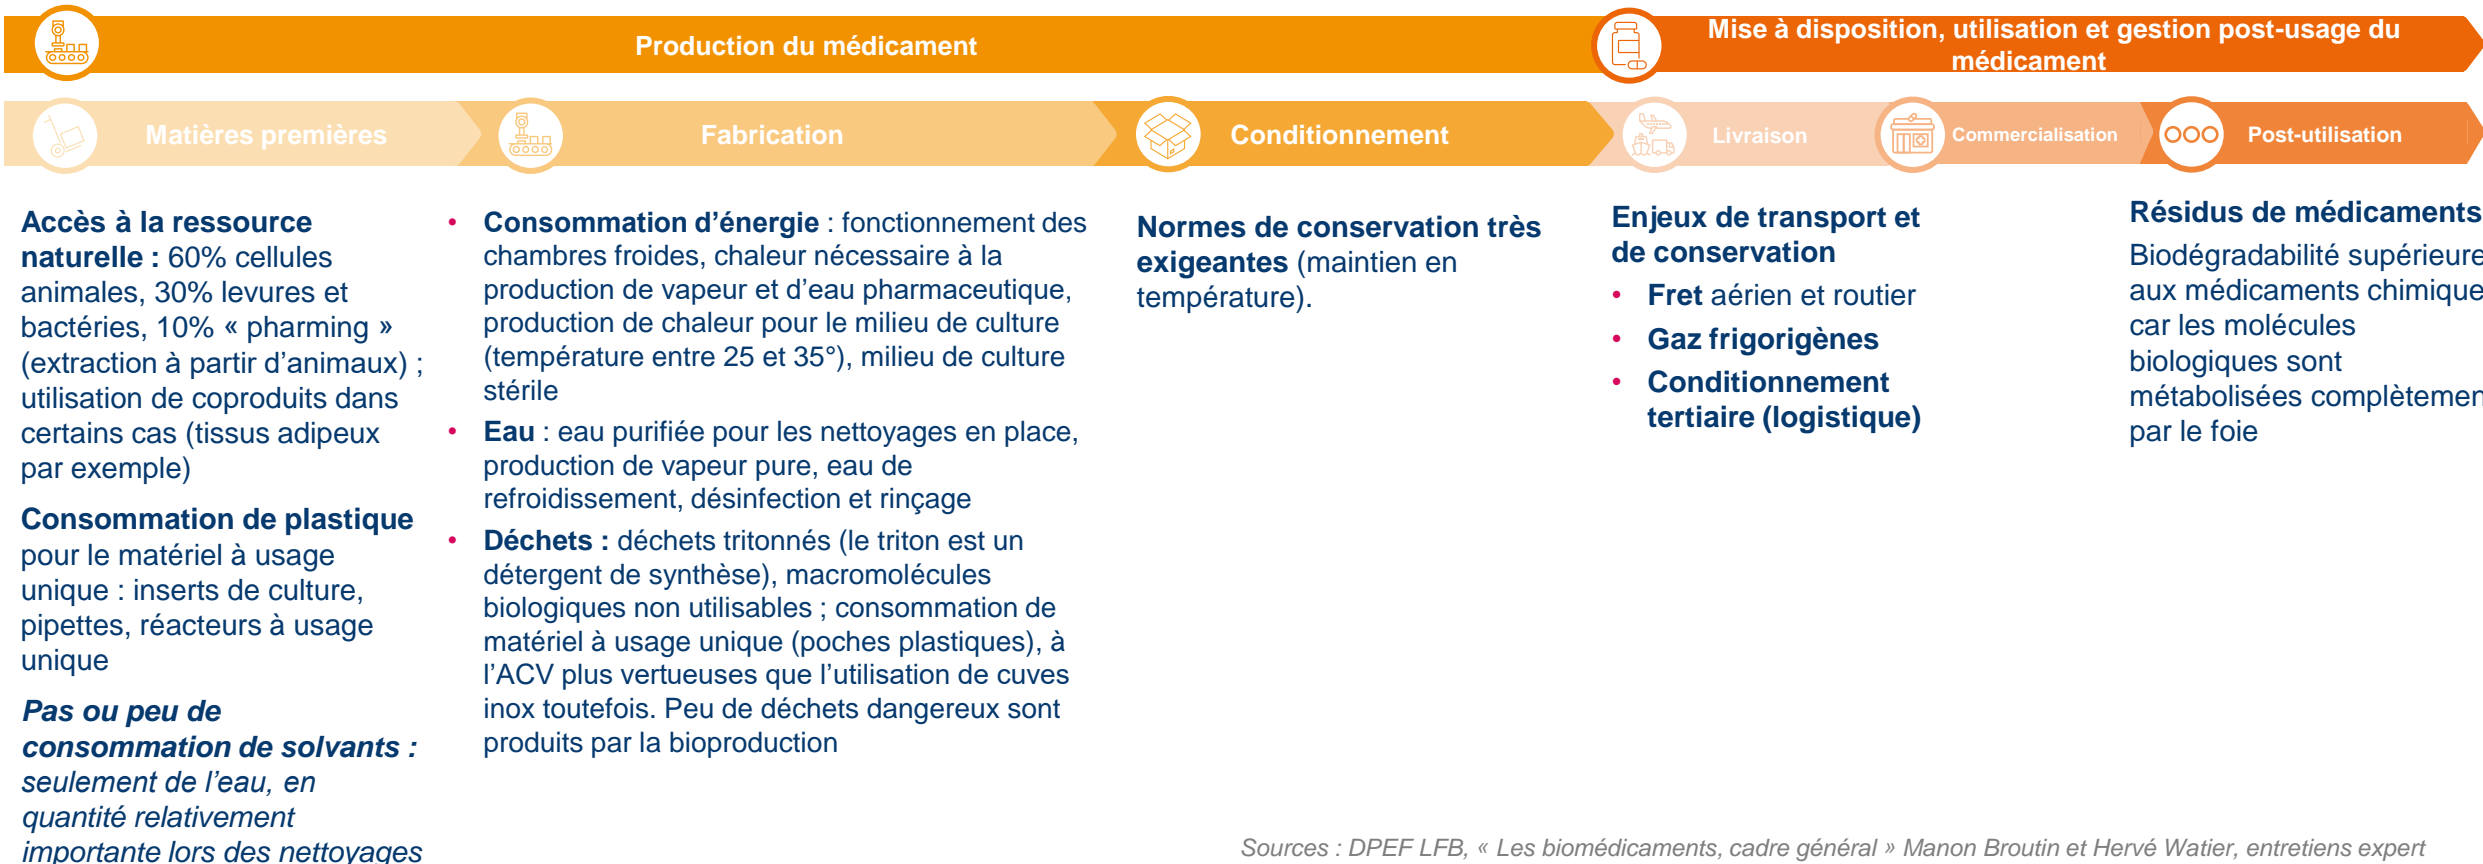 Production du médicament
Mise à disposition, utilisation et gestion post-usage du
médicament
Matières premières
Fabrication
Conditionnement
Livraison
Commercialisation
Post-utilisation
Accès à la ressource
naturelle : 60% cellules
animales, 30% levures et
bactéries, 10% « pharming »
(extraction à partir d'animaux) ;
utilisation de coproduits dans
certains cas (tissus adipeux
par exemple)
Consommation de plastique
pour le matériel à usage
unique : inserts de culture,
pipettes, réacteurs à usage
unique
Pas ou peu de
consommation de solvants :
seulement de l'eau, en
quantité relativement
importante lors des nettoyages
• Consommation d'énergie : fonctionnement des
chambres froides, chaleur nécessaire à la
production de vapeur et d'eau pharmaceutique,
production de chaleur pour le milieu de culture
(température entre 25 et 35°), milieu de culture
stérile
• Eau : eau purifiée pour les nettoyages en place,
production de vapeur pure, eau de
refroidissement, désinfection et rinçage
• Déchets : déchets tritonnés (le triton est un
détergent de synthèse), macromolécules
biologiques non utilisables ; consommation de
matériel à usage unique (poches plastiques), à
l'ACV plus vertueuses que l'utilisation de cuves
inox toutefois. Peu de déchets dangereux sont
produits par la bioproduction
Normes de conservation très
exigeantes (maintien en
température).
Enjeux de transport et
de conservation
• Fret aérien et routier
• Gaz frigorigènes
• Conditionnement
tertiaire (logistique)
Résidus de médicaments
Biodégradabilité supérieure
aux médicaments chimique
car les molécules
biologiques sont
métabolisées complètemen
par le foie
Sources : DPEF LFB, « Les biomédicaments, cadre général » Manon Broutin et Hervé Watier, entretiens expert